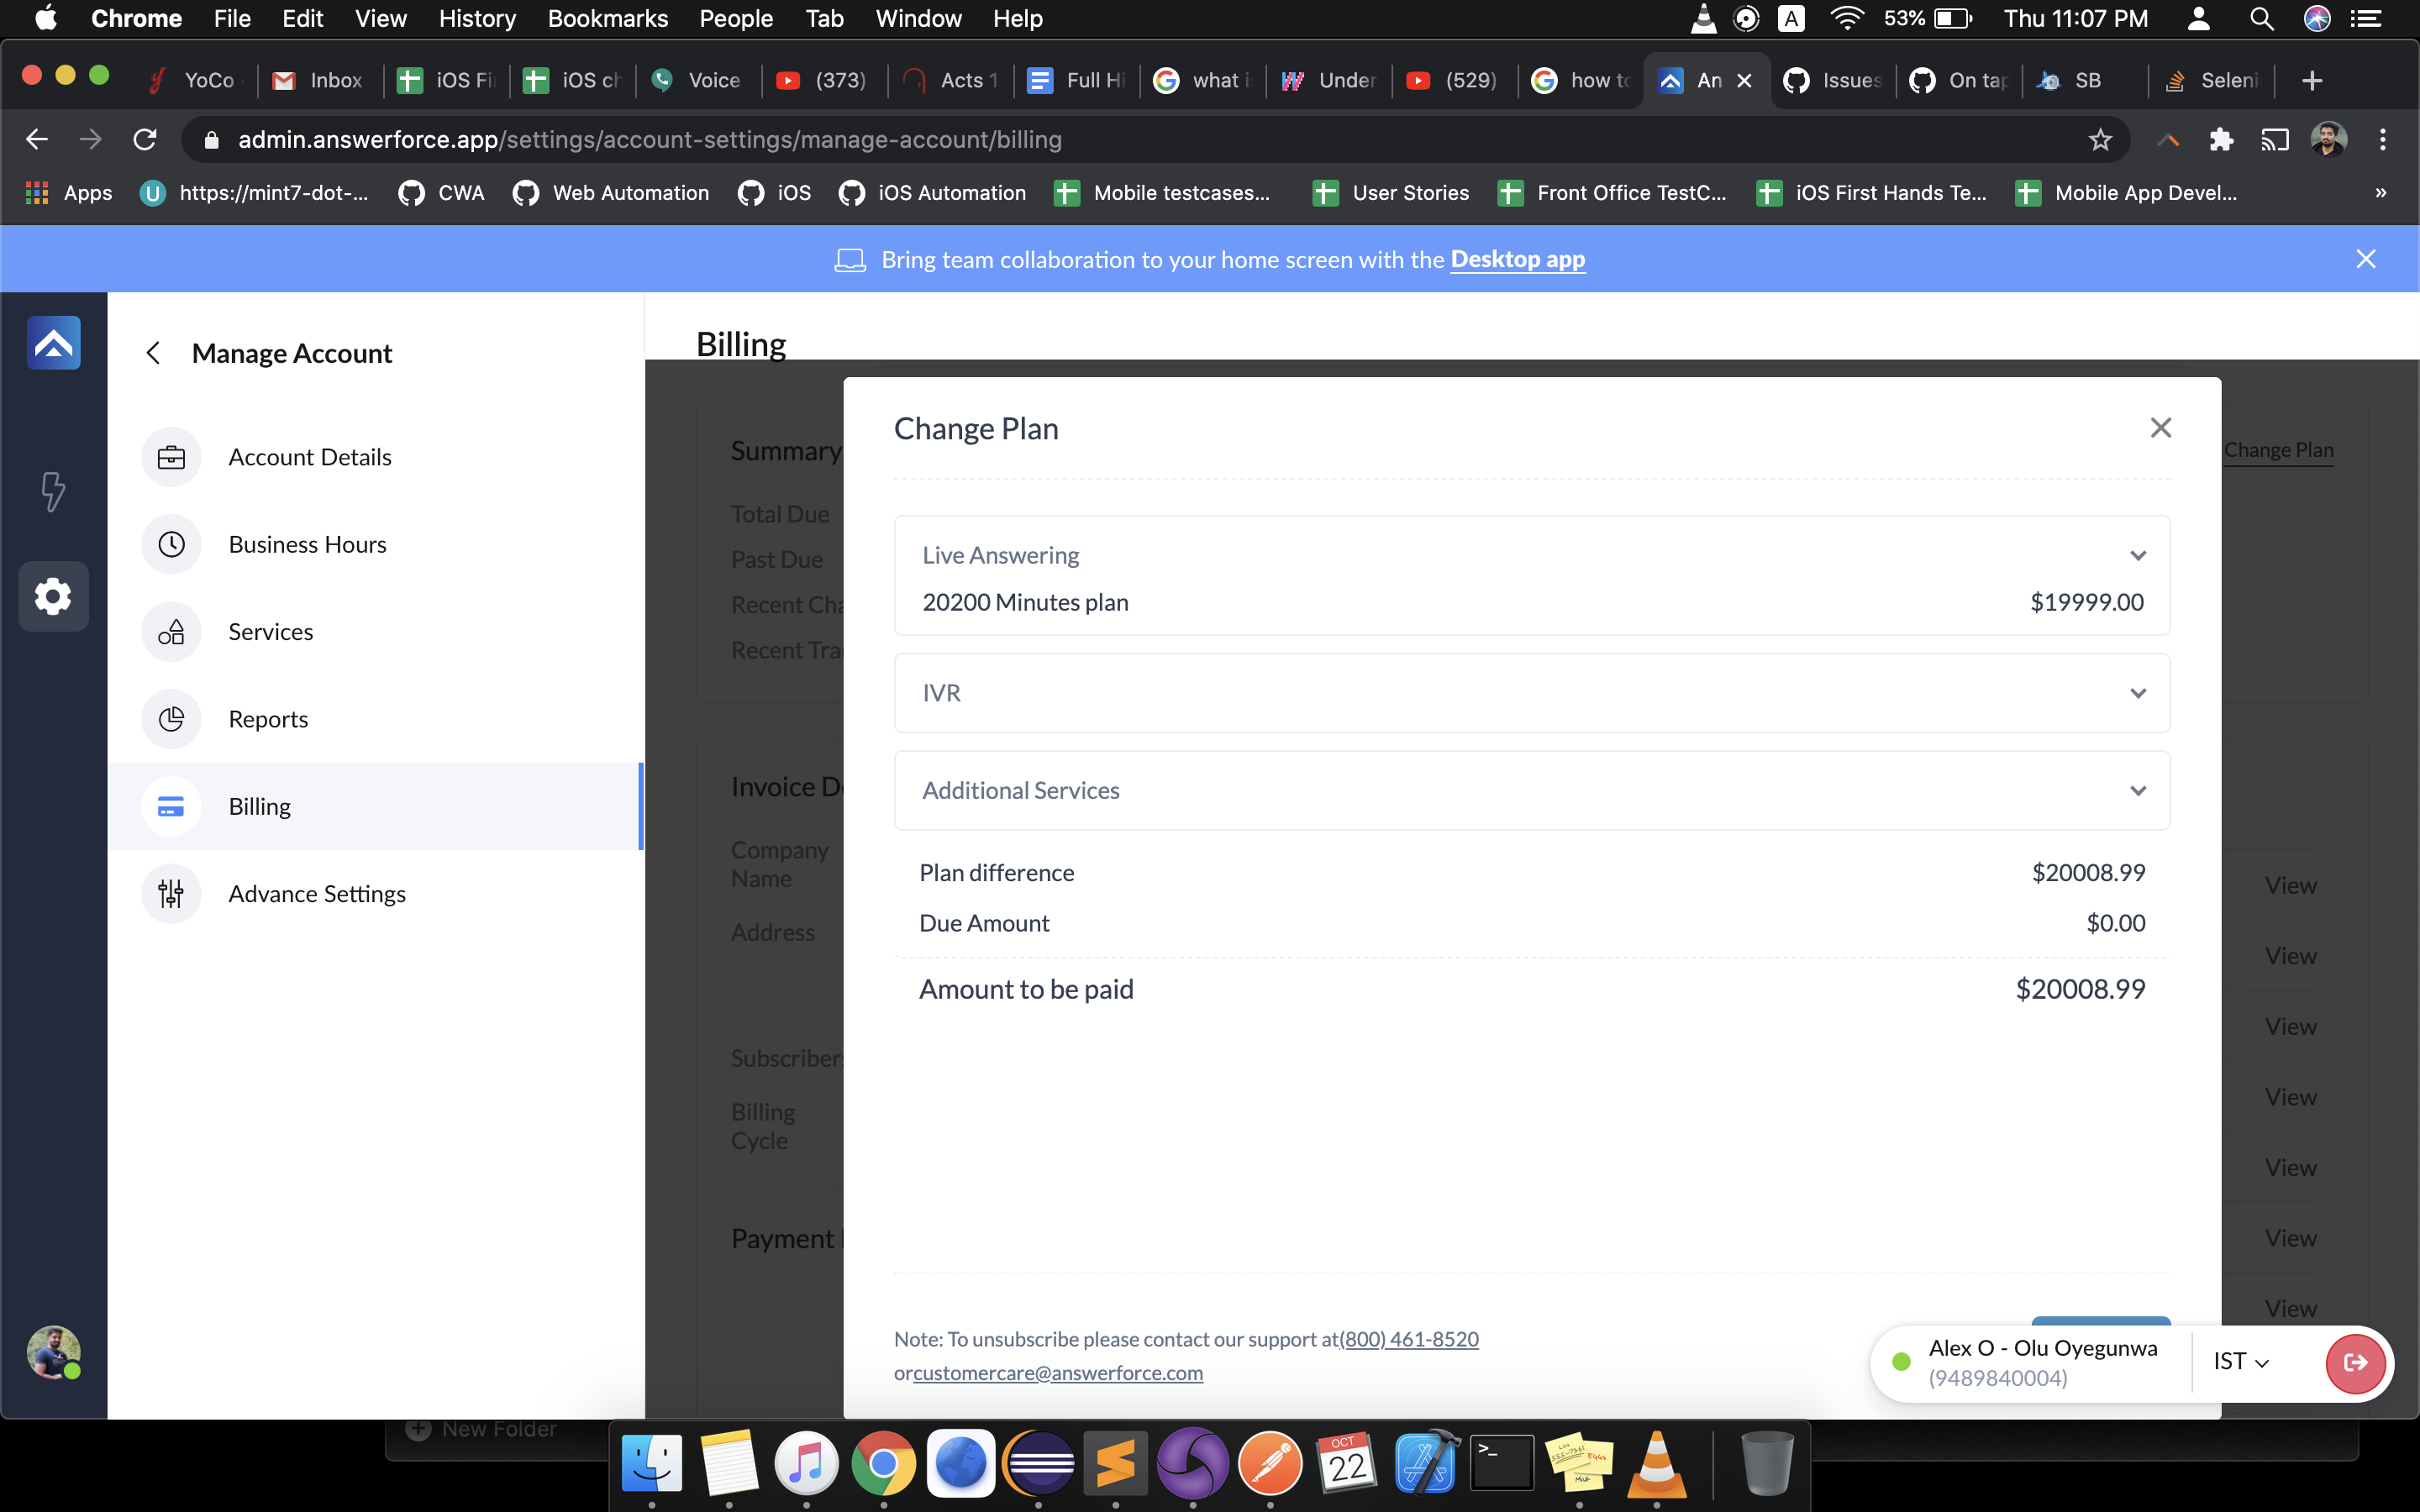 Chrome File Edit View History Bookmarks People Tab Window Help A 53% Thu 11:07 PM
YoCo Inbox iOS Fi iOS ch Voice (373) Acts 1 Full Hi what i Under (529) how to An Issues On tap SB Seleni
admin.answerforce.app/settings/account-settings/manage-account/billing
Apps U https://mint7-dot-... CWA Web Automation iOS iOS Automation Mobile testcases... User Stories Front Office TestC... iOS First Hands Te... Mobile App Devel... »
Bring team collaboration to your home screen with the Desktop app
Manage Account
Account Details
Business Hours
Services
Reports
Billing
Advance Settings
Billing
Summary
Change Plan
Total Due
Past Due
Recent Cha
Recent Tra
Invoice D
Company
Name
Address
Subscribers
Billing
Cycle
Payment
Change Plan
Live Answering
20200 Minutes plan $19999.00
IVR
Additional Services
Plan difference $20008.99
Due Amount $0.00
Amount to be paid $20008.99
Note: To unsubscribe please contact our support at(800) 461-8520
orcustomercare@answerforce.com
View
View
View
View
View
View
View
Alex O - Olu Oyegunwa
(9489840004)
IST
New Folder
OCT
22